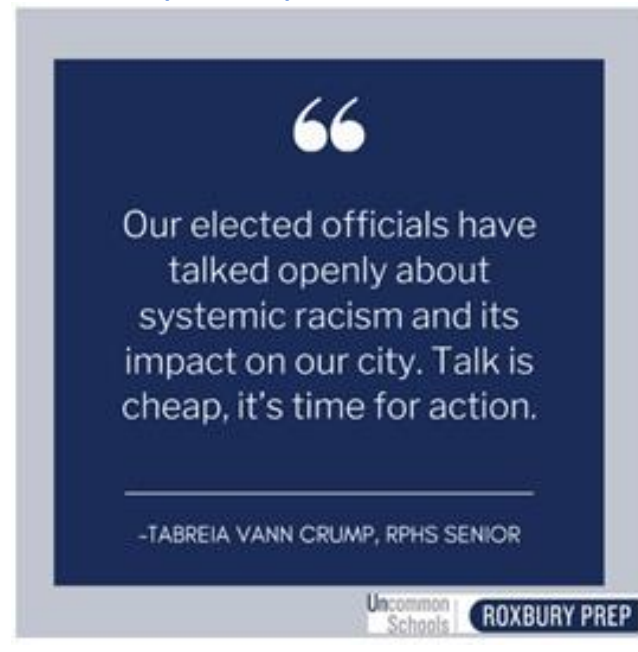 “
Our elected officials have
talked openly about
systemic racism and its
impact on our city. Talk is
cheap, it's time for action.
-TABREIA VANN CRUMP, RPHS SENIOR
Uncommon
Schools
ROXBURY PREP